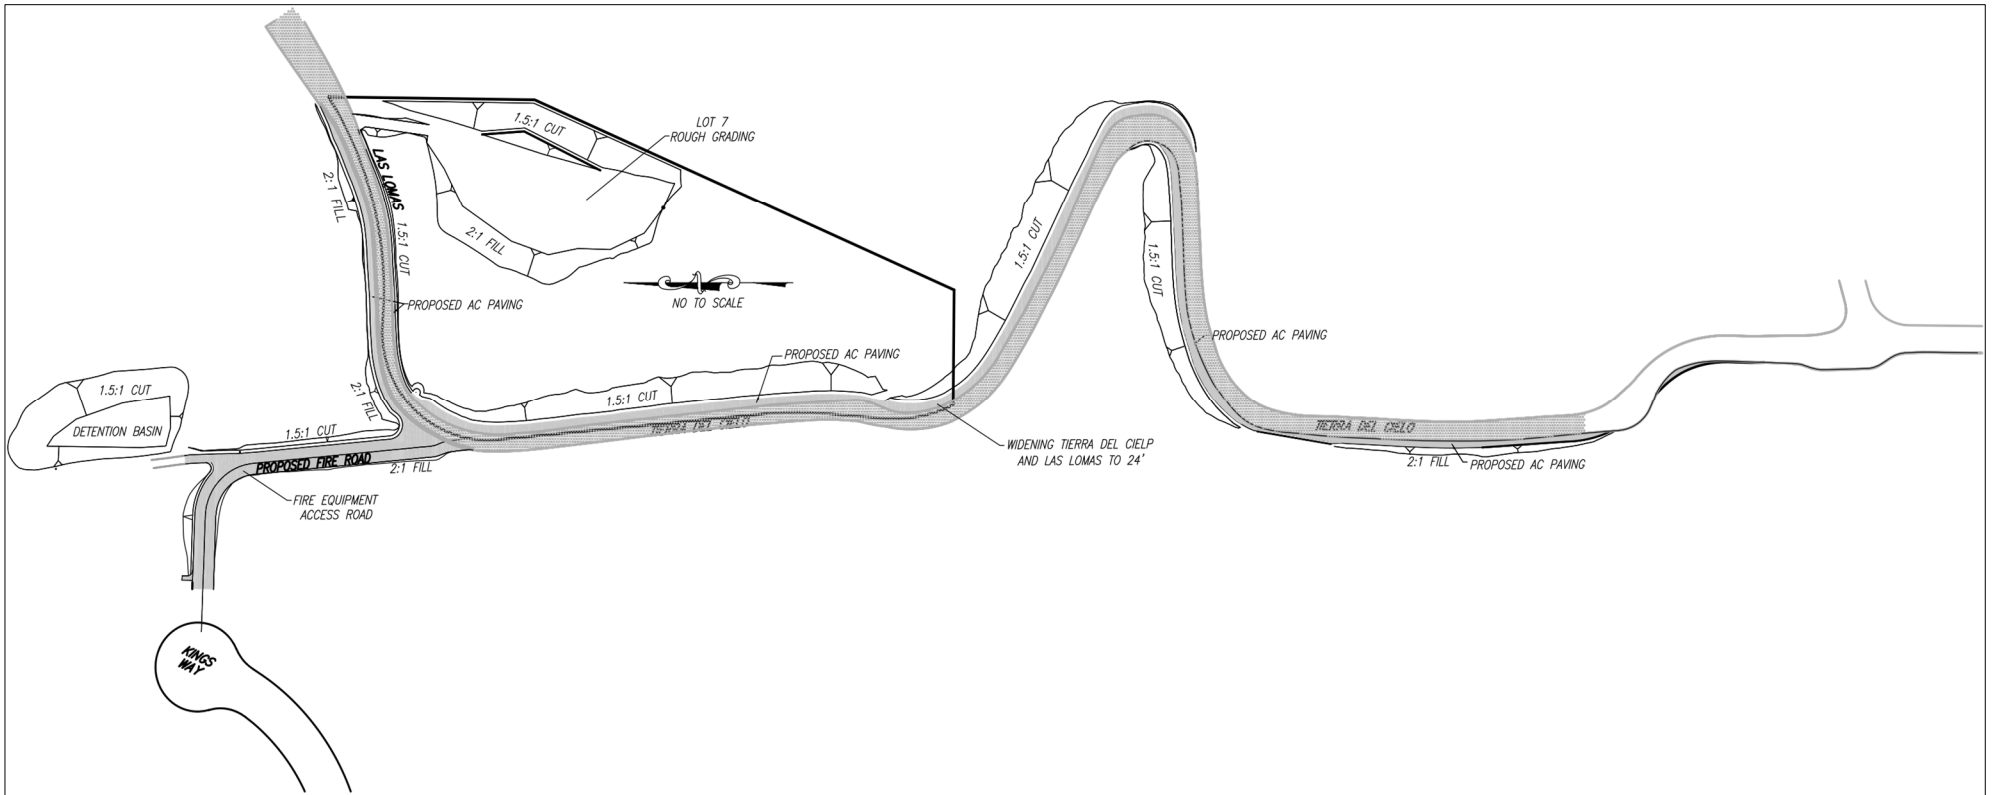 LOT 7
ROUGH GRADING
1.5:1 CUT
2:1 FILL
LAS LOMAS
1.5:1 CUT
2:1 FILL
NO TO SCALE
PROPOSED AC PAVING
1.5:1 CUT
1.5:1 CUT
PROPOSED AC PAVING
PROPOSED AC PAVING
1.5:1 CUT
2:1 FILL
1.5:1 CUT
DETENTION BASIN
1.5:1 CUT
PROPOSED FIRE ROAD
2:1 FILL
FIRE EQUIPMENT
ACCESS ROAD
TIERRA DEL CIELO
WIDENING TIERRA DEL CIELP
AND LAS LOMAS TO 24'
TIERRA DEL CIELO
2:1 FILL
PROPOSED AC PAVING
KINGS
WAY